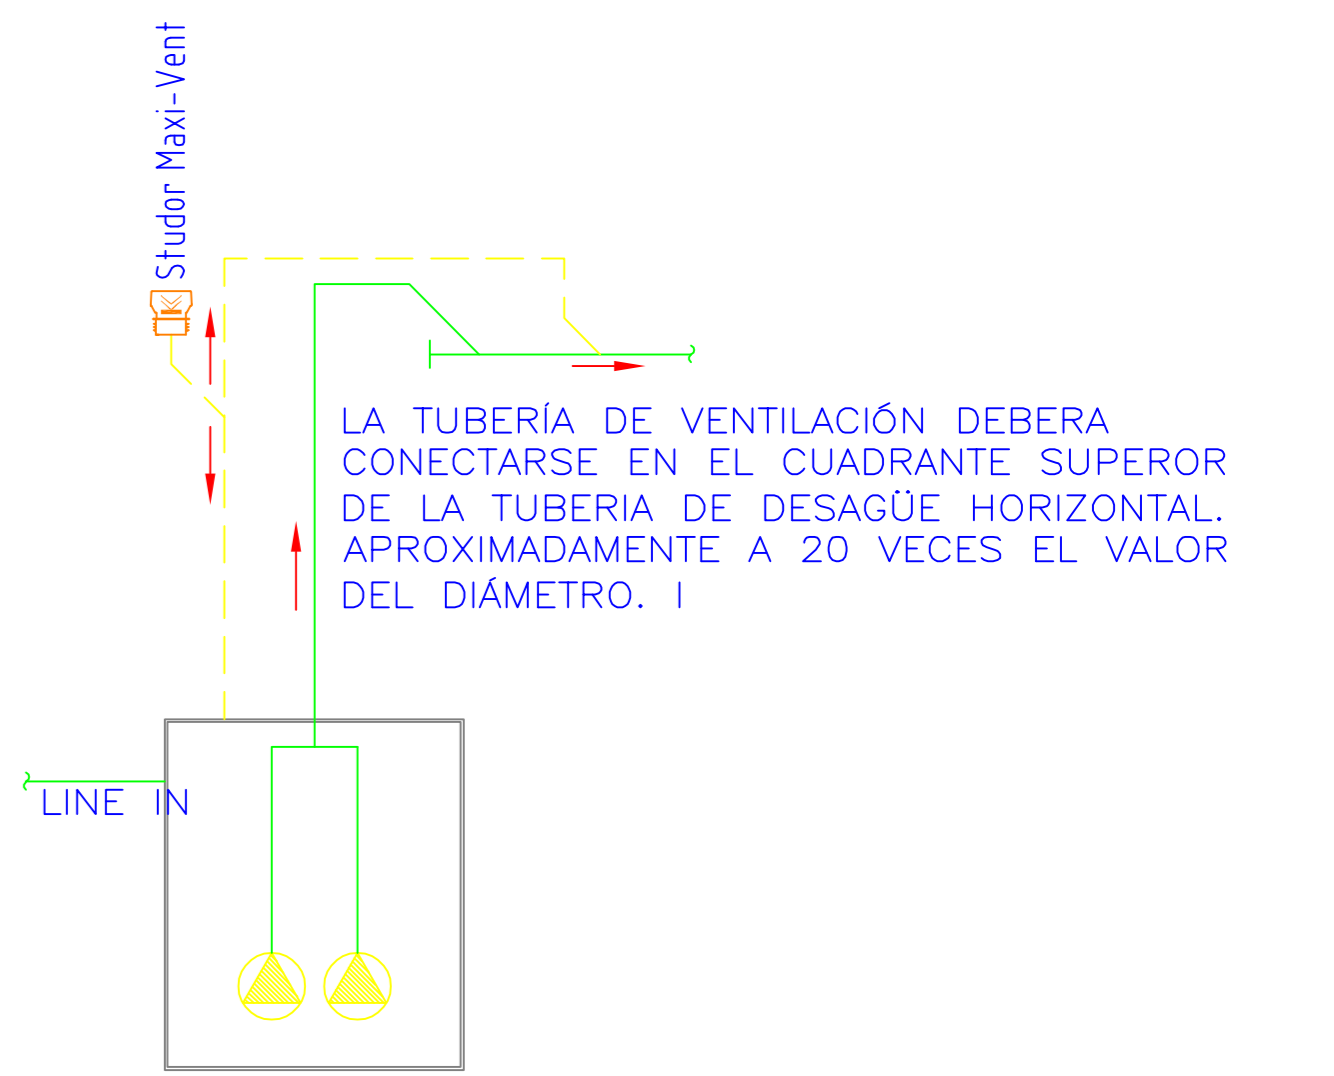 Studor Maxi-Vent
LA TUBERÍA DE VENTILACIÓN DEBERA
CONECTARSE EN EL CUADRANTE SUPEROR
DE LA TUBERIA DE DESAGÜE HORIZONTAL.
APROXIMADAMENTE A 20 VECES EL VALOR
DEL DIÁMETRO. I
LINE IN